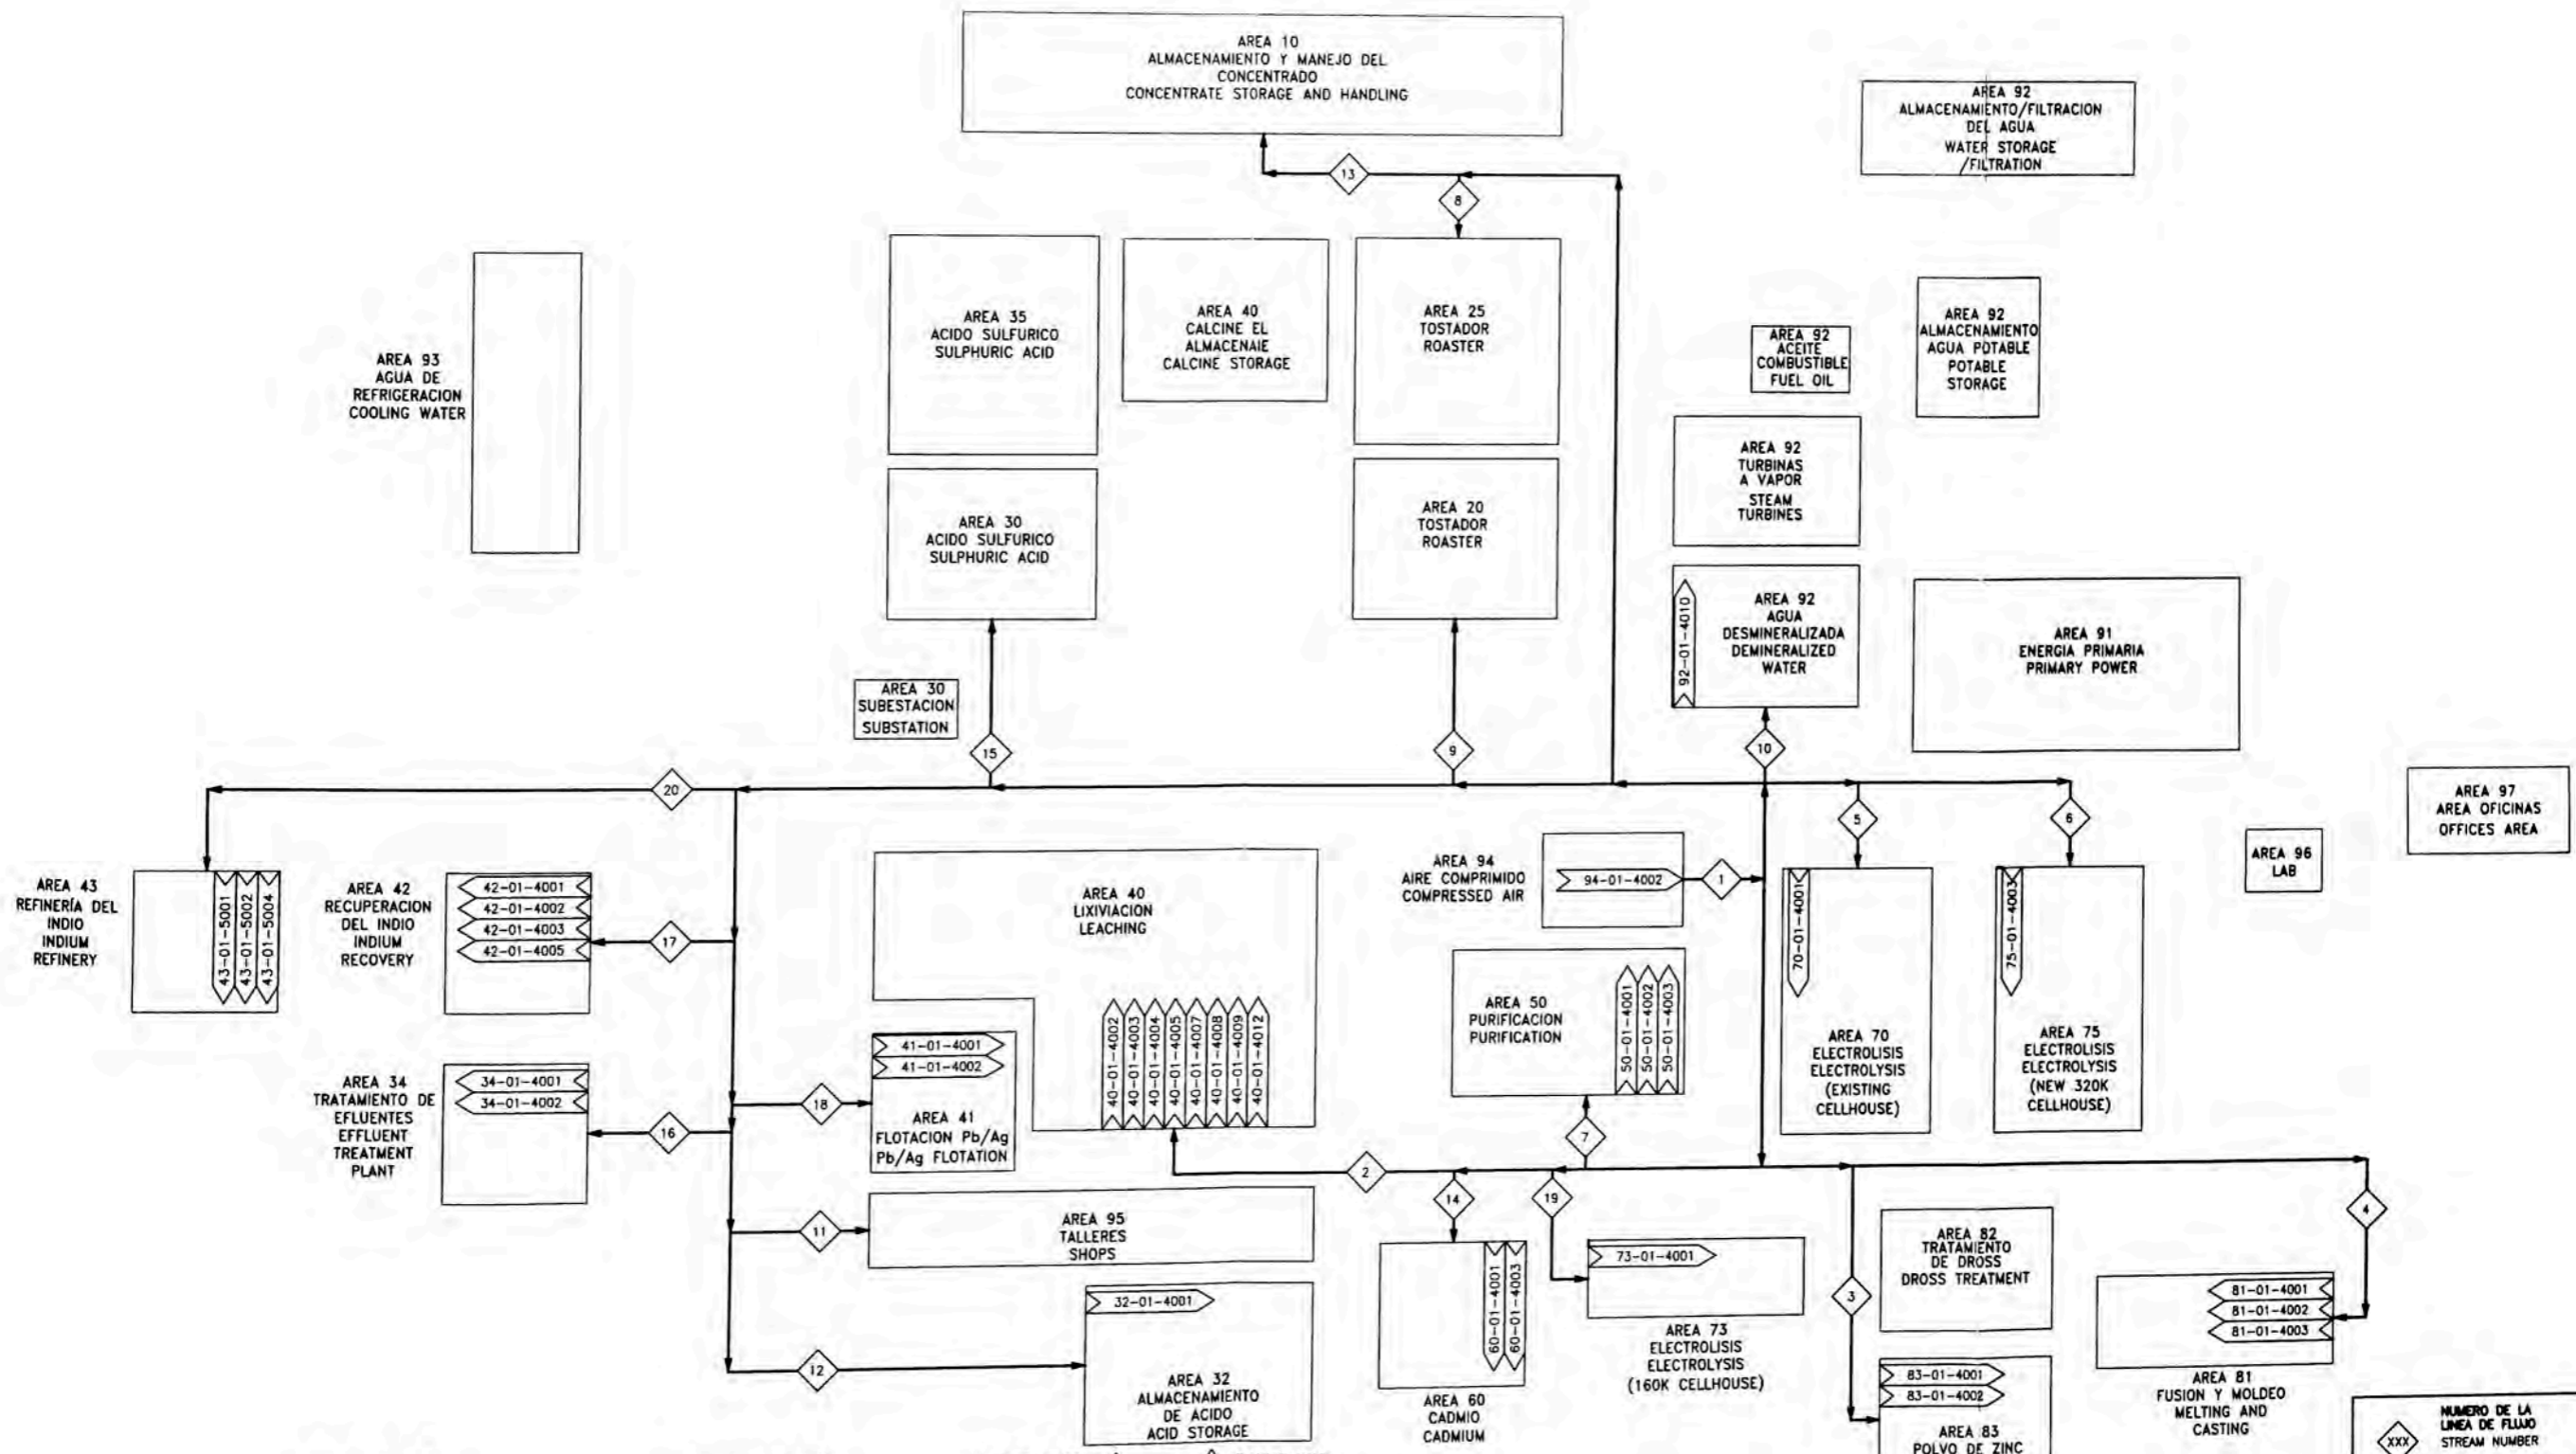 AREA 10
ALMACENAMIENTO Y MANEJO DEL
CONCENTRADO
CONCENTRATE STORAGE AND HANDLING
AREA 92
ALMACENAMIENTO/FILTRACION
DEL AGUA
WATER STORAGE
/FILTRATION
13
8
AREA 93
AGUA DE
REFRIGERACION
COOLING WATER
AREA 35
ACIDO SULFURICO
SULPHURIC ACID
AREA 40
CALCINE EL
ALMACENAIE
CALCINE STORAGE
AREA 25
TOSTADOR
ROASTER
AREA 92
ACEITE
COMBUSTIBLE
FUEL OIL
AREA 92
ALMACENAMIENTO
AGUA POTABLE
POTABLE
STORAGE
AREA 30
ACIDO SULFURICO
SULPHURIC ACID
AREA 20
TOSTADOR
ROASTER
AREA 92
TURBINAS
A VAPOR
STEAM
TURBINES
92-01-4010
AREA 92
AGUA
DESMINERALIZADA
DEMINERALIZED
WATER
AREA 91
ENERGIA PRIMARIA
PRIMARY POWER
AREA 30
SUBESTACION
SUBSTATION
15
9
10
20
5
6
AREA 97
AREA OFICINAS
OFFICES AREA
AREA 96
LAB
AREA 43
REFINERÍA DEL
INDIO
INDIUM
REFINERY
43-01-5001
43-01-5002
43-01-5004
AREA 42
RECUPERACION
DEL INDIO
INDIUM
RECOVERY
42-01-4001
42-01-4002
42-01-4003
42-01-4005
17
AREA 40
LIXIVIACION
LEACHING
40-01-4002
40-01-4003
40-01-4004
40-01-4005
40-01-4007
40-01-4008
40-01-4009
40-01-4012
AREA 94
AIRE COMPRIMIDO
COMPRESSED AIR
94-01-4002
1
AREA 50
PURIFICACION
PURIFICATION
50-01-4001
50-01-4002
50-01-4003
70-01-4001
AREA 70
ELECTROLISIS
ELECTROLYSIS
(EXISTING
CELLHOUSE)
75-01-4003
AREA 75
ELECTROLISIS
ELECTROLYSIS
(NEW 320K
CELLHOUSE)
AREA 34
TRATAMIENTO DE
EFLUENTES
EFFLUENT
TREATMENT
PLANT
34-01-4001
34-01-4002
16
18
41-01-4001
41-01-4002
AREA 41
FLOTACION Pb/Ag
Pb/Ag FLOTATION
7
2
14
19
3
4
11
AREA 95
TALLERES
SHOPS
12
32-01-4001
AREA 32
ALMACENAMIENTO
DE ACIDO
ACID STORAGE
60-01-4001
60-01-4003
AREA 60
CADMIO
CADMIUM
73-01-4001
AREA 73
ELECTROLISIS
ELECTROLYSIS
(160K CELLHOUSE)
AREA 82
TRATAMIENTO
DE DROSS
DROSS TREATMENT
83-01-4001
83-01-4002
AREA 83
POLVO DE ZINC
81-01-4001
81-01-4002
81-01-4003
AREA 81
FUSION Y MOLDEO
MELTING AND
CASTING
XXX
NUMERO DE LA
LINEA DE FLUJO
STREAM NUMBER